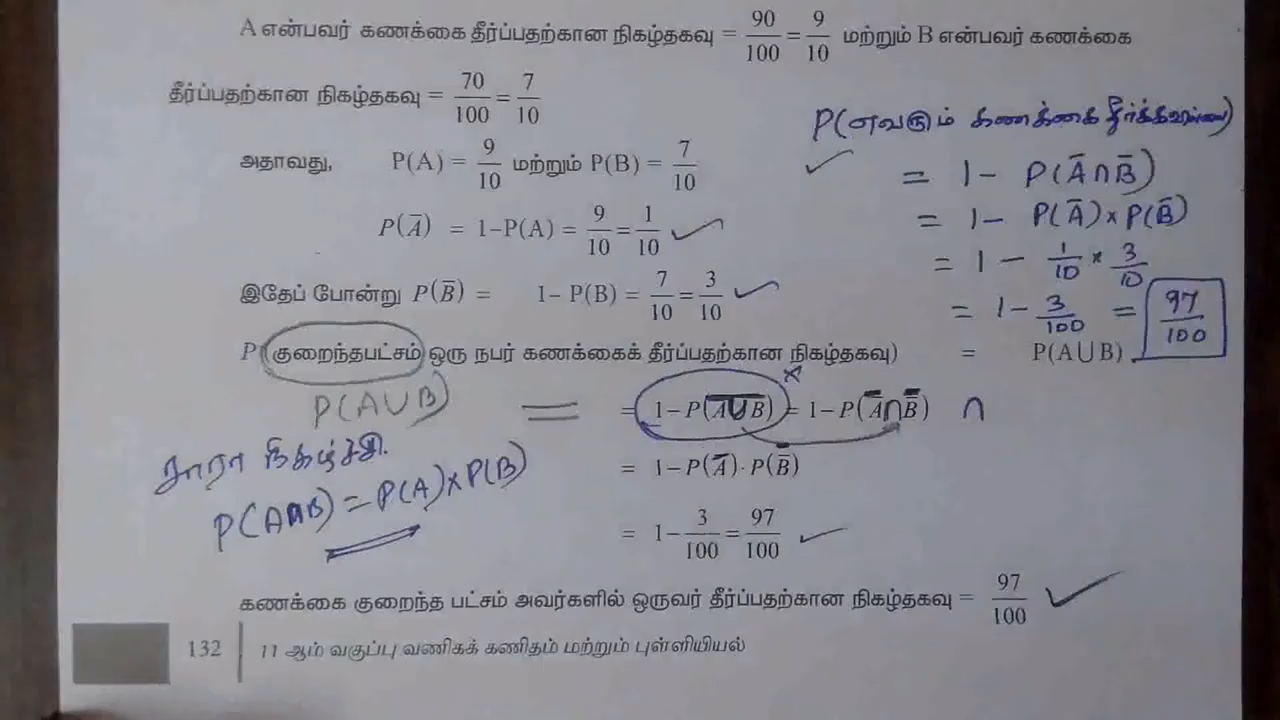 A என்பவர் கணக்கை தீர்ப்பதற்கான நிகழ்தகவு = 90/100 = 9/10 மற்றும் B என்பவர் கணக்கை
தீர்ப்பதற்கான நிகழ்தகவு = 70/100 = 7/10
P(எவரும் கணக்கை
அதாவது, P(A) = 9/10 மற்றும் P(B) = 7/10
= 1 - P(A̅∩B̅)
= 1 - P(A̅)×P(B̅)
P(A̅) = 1–P(A) = 9/10 = 1/10
= 1 - 1/10 × 3/10
இதேப் போன்று P(B̅) = 1– P(B) = 7/10 = 3/10
= 1 - 3/100 = 97/100
P (குறைந்தபட்சம் ஒரு நபர் கணக்கைக் தீர்ப்பதற்கான நிகழ்தகவு) = P(A∪B)
P(A∪B) = = 1–P(A̅∪̅B̅) = 1–P(A̅∩B̅) ∩
சாரா நிகழ்ச்சி.
= 1–P(A̅)·P(B̅)
P(A∩B) = P(A)×P(B)
= 1–3/100 = 97/100
கணக்கை குறைந்த பட்சம் அவர்களில் ஒருவர் தீர்ப்பதற்கான நிகழ்தகவு = 97/100
132 11 ஆம் வகுப்பு வணிகக் கணிதம் மற்றும் புள்ளியியல்